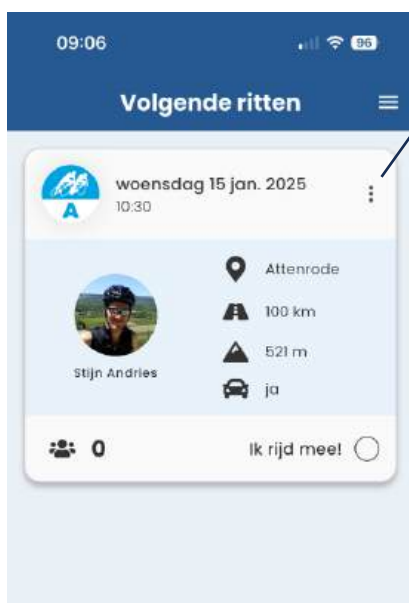 09:06
96
Volgende ritten
A
woensdag 15 jan. 2025
10:30
Attenrode
100 km
521 m
Stijn Andries
ja
0
Ik rijd mee!